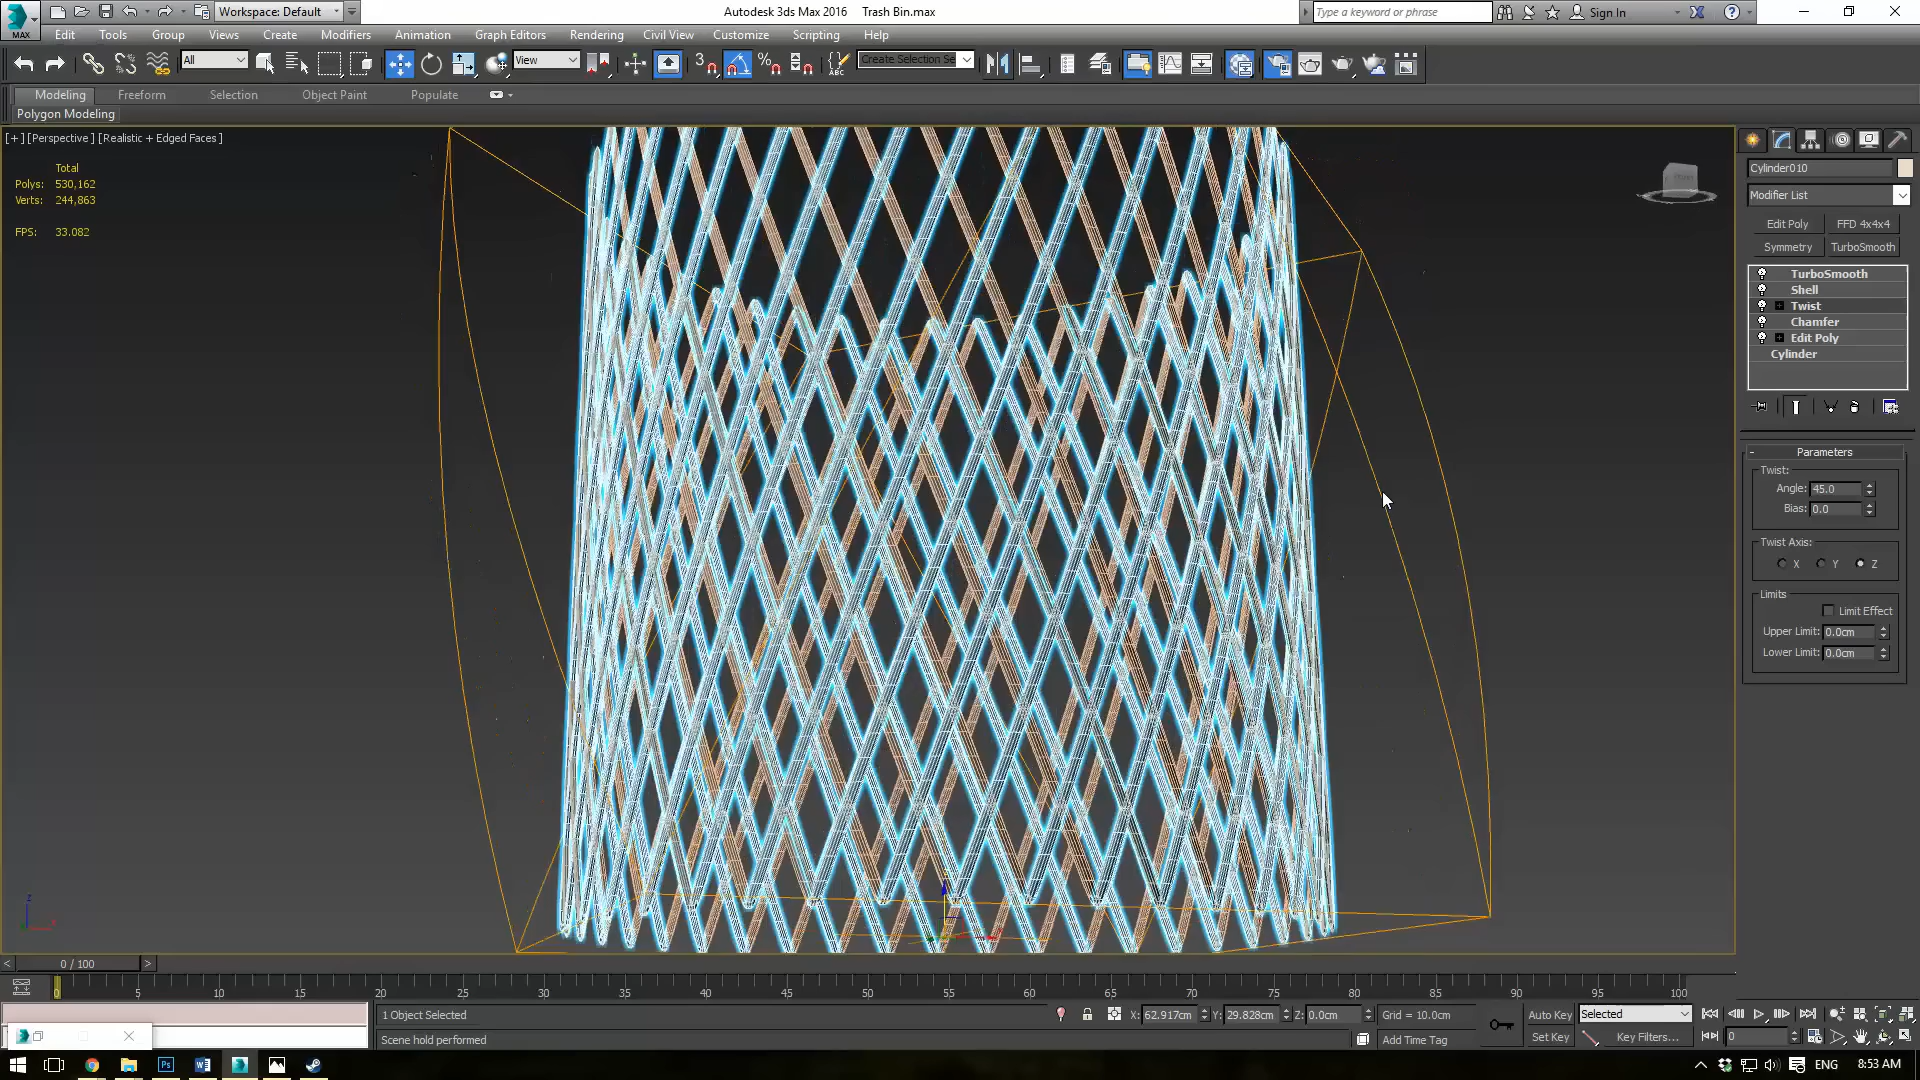 Workspace: Default
Autodesk 3ds Max 2016    Trash Bin.max
Type a keyword or phrase
Sign In
MAX
Edit Tools Group Views Create Modifiers Animation Graph Editors Rendering Civil View Customize Scripting Help
All
View
3
ABC
Create Selection Se
Modeling Freeform Selection Object Paint Populate
Polygon Modeling
[+] [Perspective] [Realistic + Edged Faces]
Total
Polys: 530,162
Verts: 244,863
FPS: 33.082
Cylinder010
Modifier List
Edit Poly FFD 4x4x4
Symmetry TurboSmooth
TurboSmooth
Shell
Twist
Chamfer
Edit Poly
Cylinder
- Parameters
Twist:
Angle: 45.0
Bias: 0.0
Twist Axis:
X Y Z
Limits
Limit Effect
Upper Limit: 0.0cm
Lower Limit: 0.0cm
z
x
< 0 / 100 >
0 5 10 15 20 25 30 35 40 45 50 55 60 65 70 75 80 85 90 95 100
1 Object Selected
X: 62.917cm Y: 29.828cm Z: 0.0cm
Grid = 10.0cm
Auto Key
Selected
Scene hold performed
Add Time Tag
Set Key
Key Filters...
0
ENG
8:53 AM